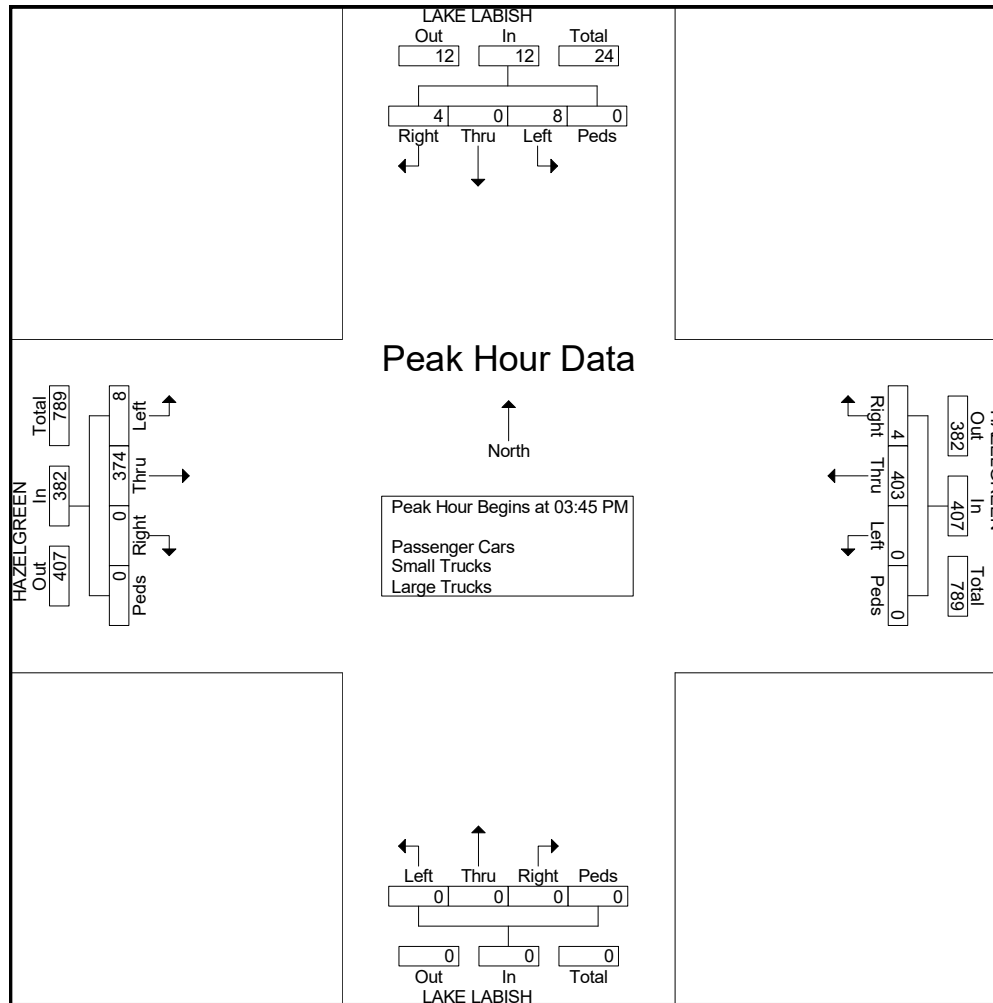 LAKE LABISH
Out In Total
12 12 24
4 0 8 0
Right Thru Left Peds
Peak Hour Data
North
Peak Hour Begins at 03:45 PM
Passenger Cars
Small Trucks
Large Trucks
HAZELGREEN
Out In Total
407 382 789
8 374 0 0
Left Thru Right Peds
Out In Total
382 407 789
4 403 0 0
Right Thru Left Peds
Left Thru Right Peds
0 0 0 0
0 0 0
Out In Total
LAKE LABISH